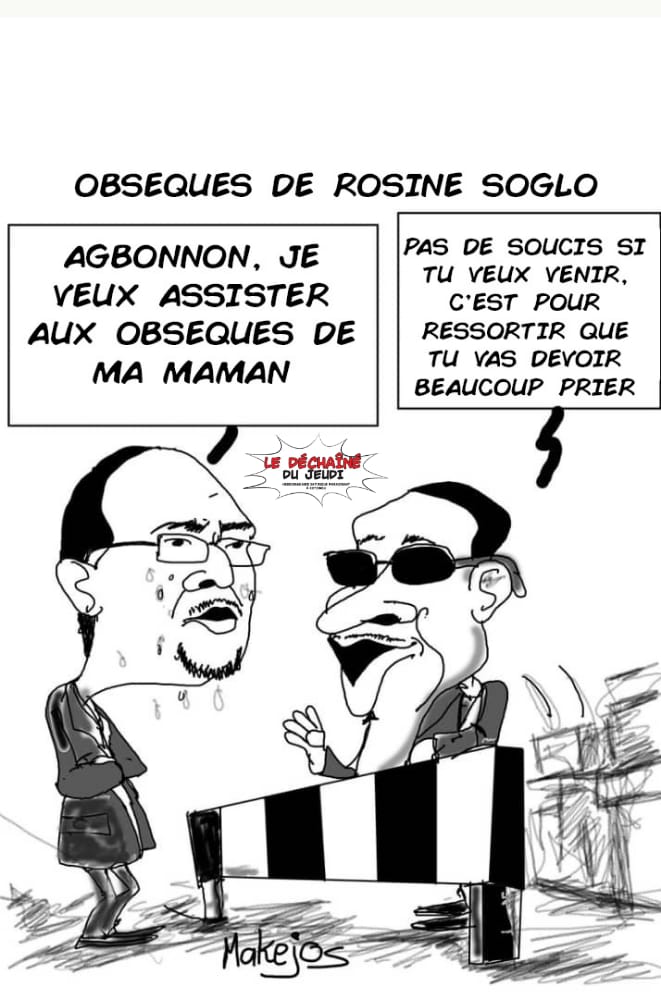 OBSEQUES DE ROSINE SOGLO
AGBONNON, JE
VEUX ASSISTER
AUX OBSEQUES DE
MA MAMAN
PAS DE SOUCIS SI
TU VEUX VENIR,
C'EST POUR
RESSORTIR QUE
TU VAS DEVOIR
BEAUCOUP PRIER
LE DÉCHAÎNÉ
DU JEUDI
Makejos